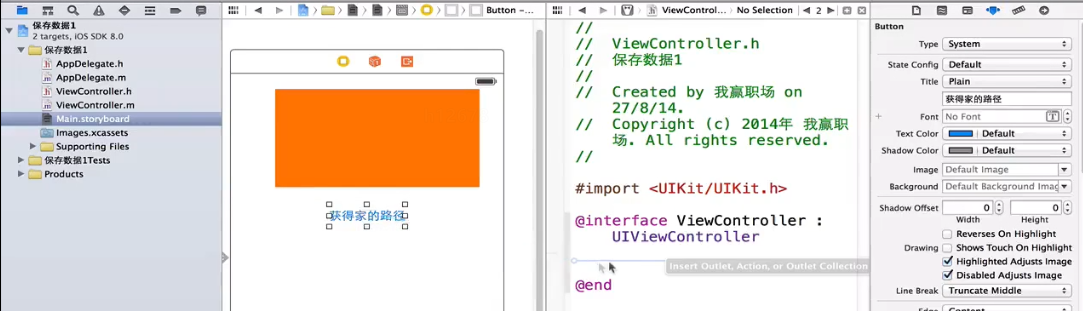 Button –...
ViewControl...
No Selection
2
保存数据1
2 targets, iOS SDK 8.0
保存数据1
AppDelegate.h
AppDelegate.m
ViewController.h
ViewController.m
Main.storyboard
Images.xcassets
Supporting Files
保存数据1Tests
Products
获得家的路径
//
// ViewController.h
// 保存数据1
//
// Created by 我赢职场 on
27/8/14.
// Copyright (c) 2014年 我赢职
场. All rights reserved.
//
#import <UIKit/UIKit.h>
@interface ViewController :
UIViewController
Insert Outlet, Action, or Outlet Collection
@end
Button
Type System
State Config Default
Title Plain
获得家的路径
Font No Font
Text Color Default
Shadow Color Default
Image Default Image
Background Default Background Imag
Shadow Offset 0 0
Width Height
Reverses On Highlight
Drawing Shows Touch On Highlight
Highlighted Adjusts Image
Disabled Adjusts Image
Line Break Truncate Middle
Edge Content